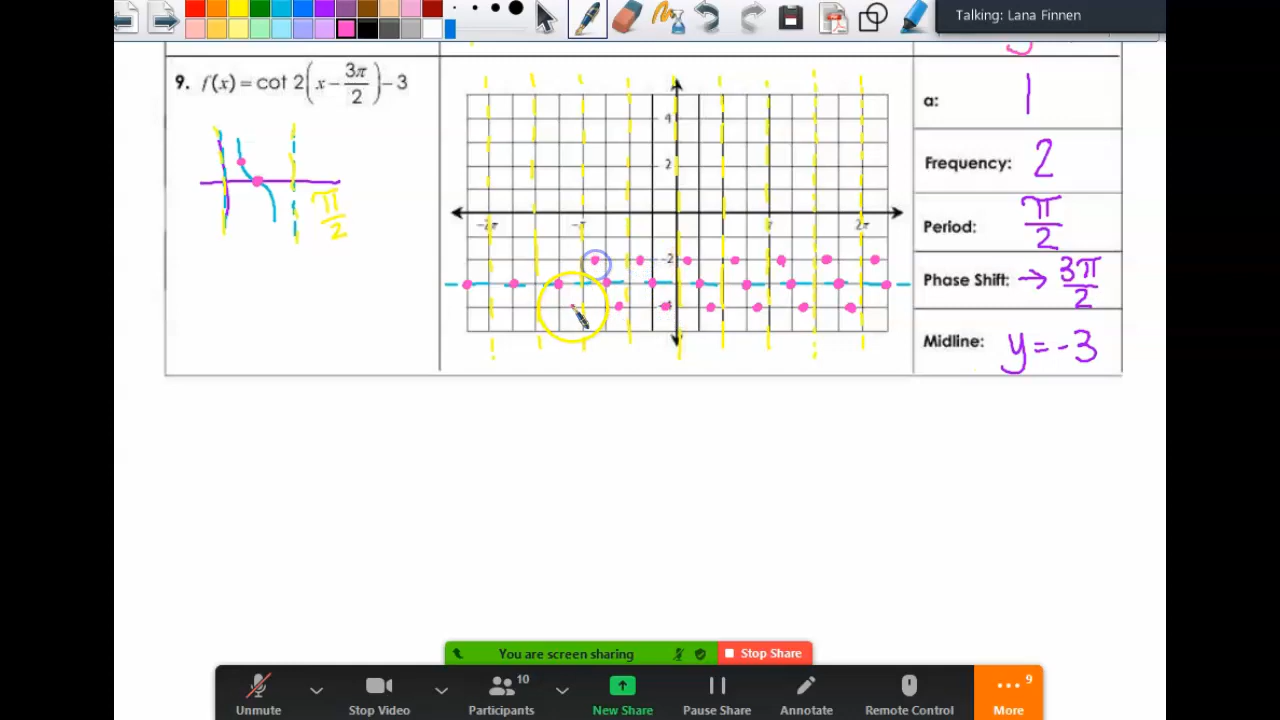 Talking: Lana Finnen
9. f(x) = cot 2(x − 3π/2) − 3
π/2
4
2
-2π
-π
π
2π
-2
-4
a: 1
Frequency: 2
Period: π/2
Phase Shift: → 3π/2
Midline: y = -3
You are screen sharing
Stop Share
Unmute
Stop Video
10
Participants
New Share
Pause Share
Annotate
Remote Control
9
More